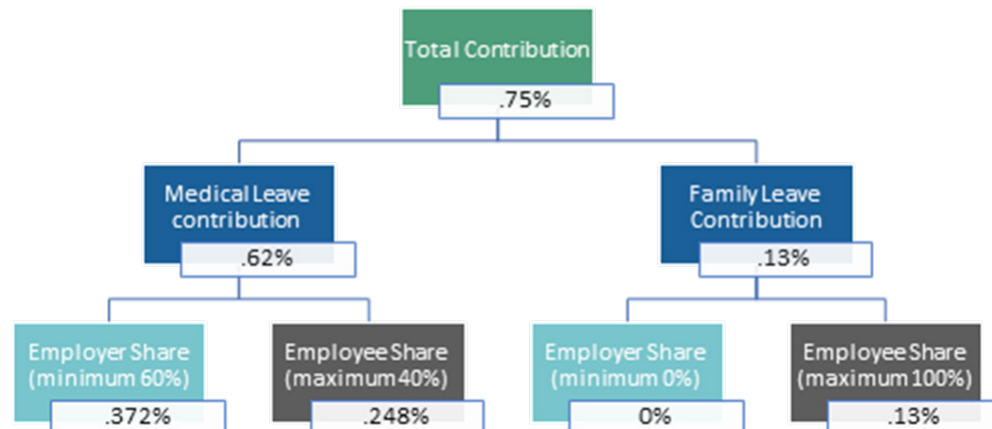 Total Contribution
.75%
Medical Leave
contribution
.62%
Family Leave
Contribution
.13%
Employer Share
(minimum 60%)
.372%
Employee Share
(maximum 40%)
.248%
Employer Share
(minimum 0%)
0%
Employee Share
(maximum 100%)
.13%